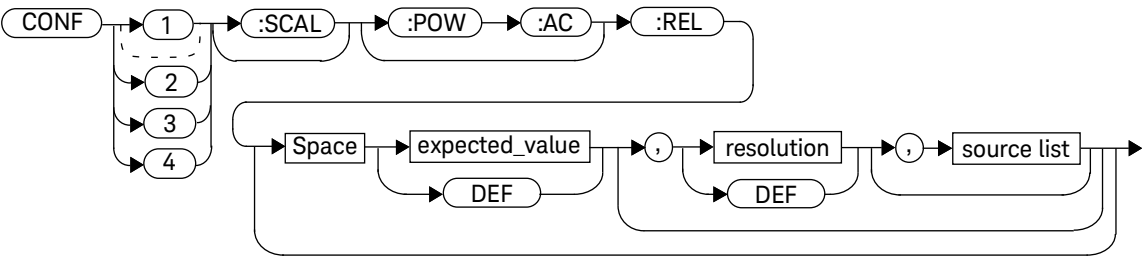 CONF 1 :SCAL :POW :AC :REL
2
3
4
Space expected_value , resolution , source list
DEF DEF